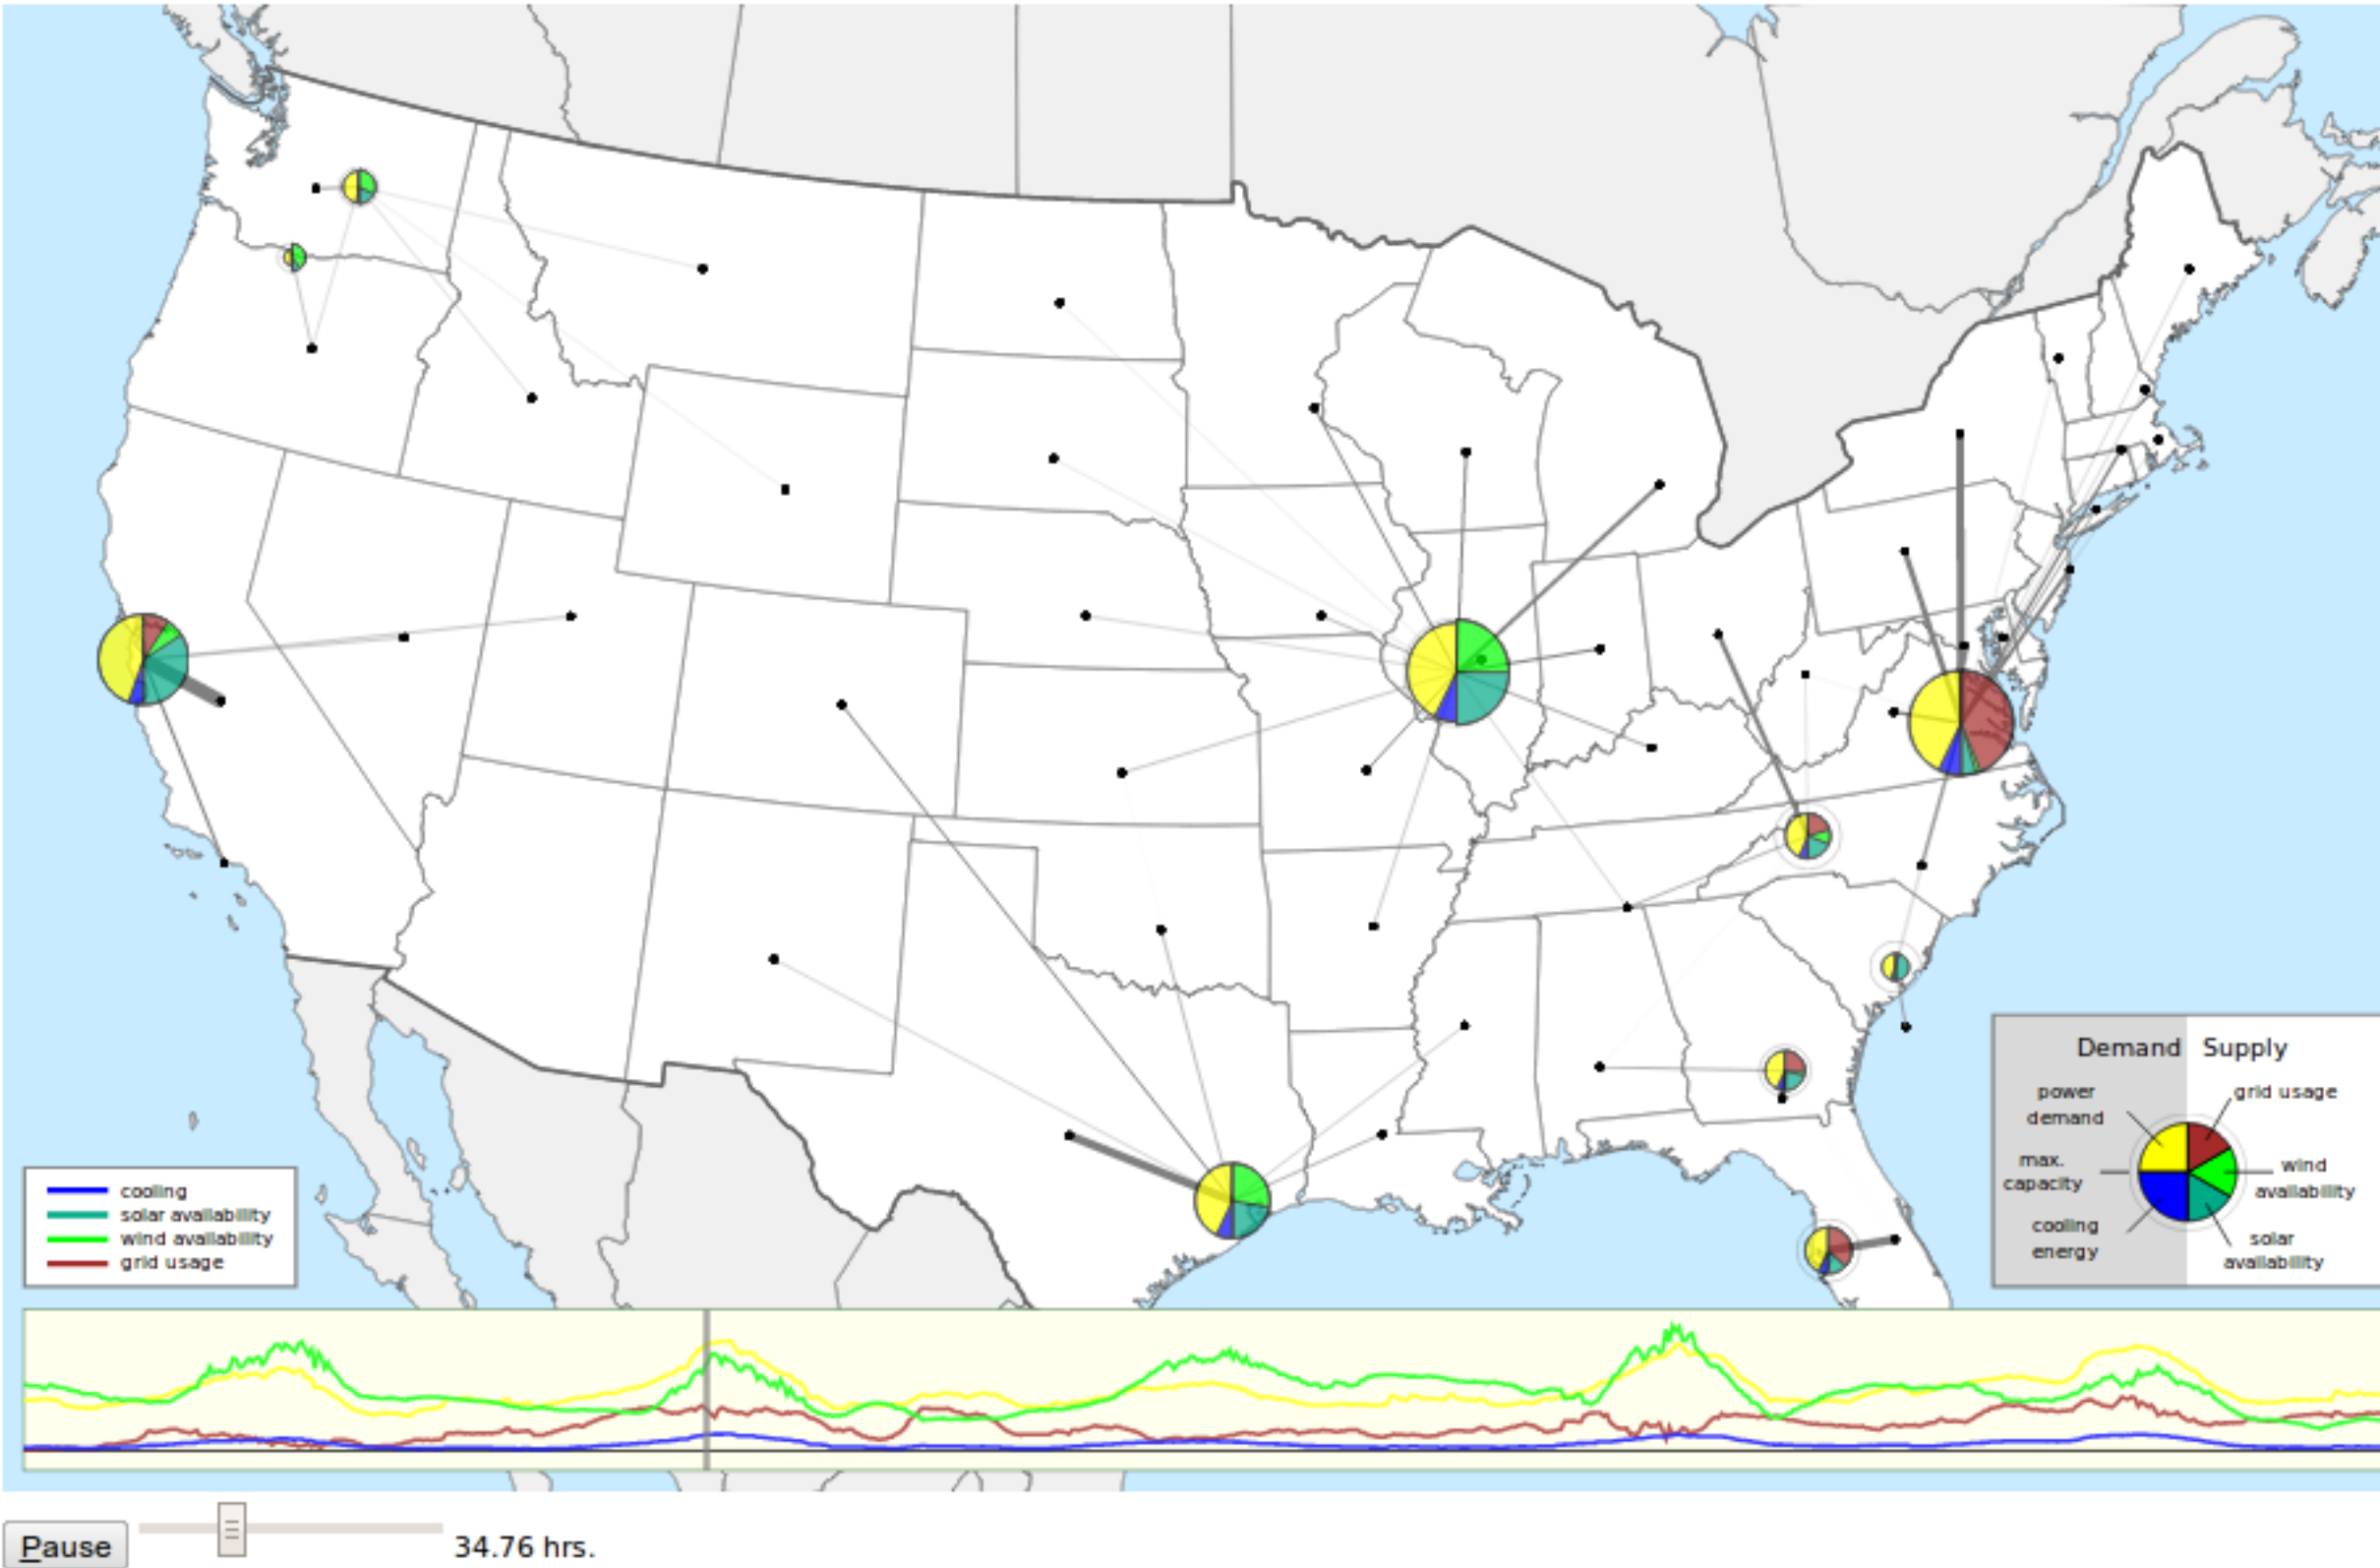 Demand Supply
power
demand
grid usage
max.
capacity
wind
availability
cooling
energy
solar
availability
cooling
solar availability
wind availability
grid usage
Pause
34.76 hrs.